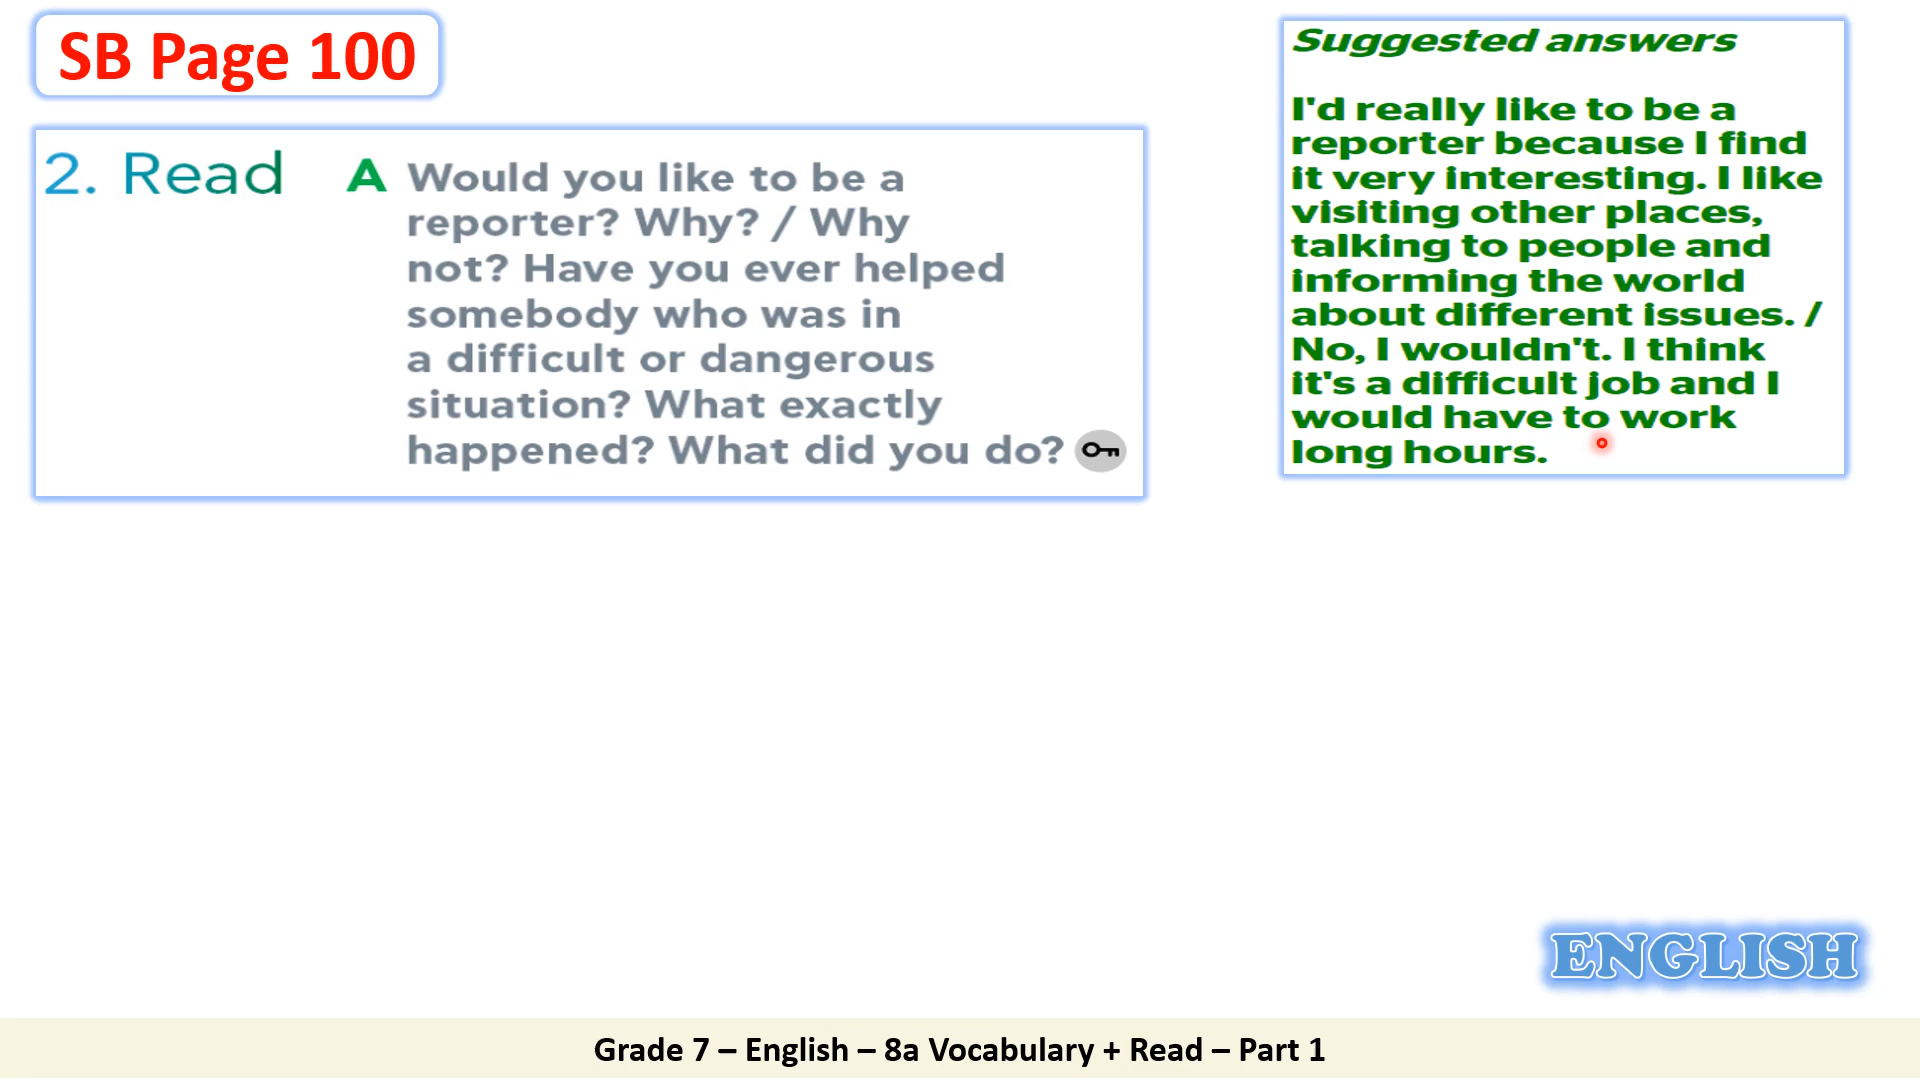 SB Page 100
2. Read
A Would you like to be a
reporter? Why? / Why
not? Have you ever helped
somebody who was in
a difficult or dangerous
situation? What exactly
happened? What did you do?
Suggested answers
I'd really like to be a
reporter because I find
it very interesting. I like
visiting other places,
talking to people and
informing the world
about different issues. /
No, I wouldn't. I think
it's a difficult job and I
would have to work
long hours.
ENGLISH
Grade 7 – English – 8a Vocabulary + Read – Part 1